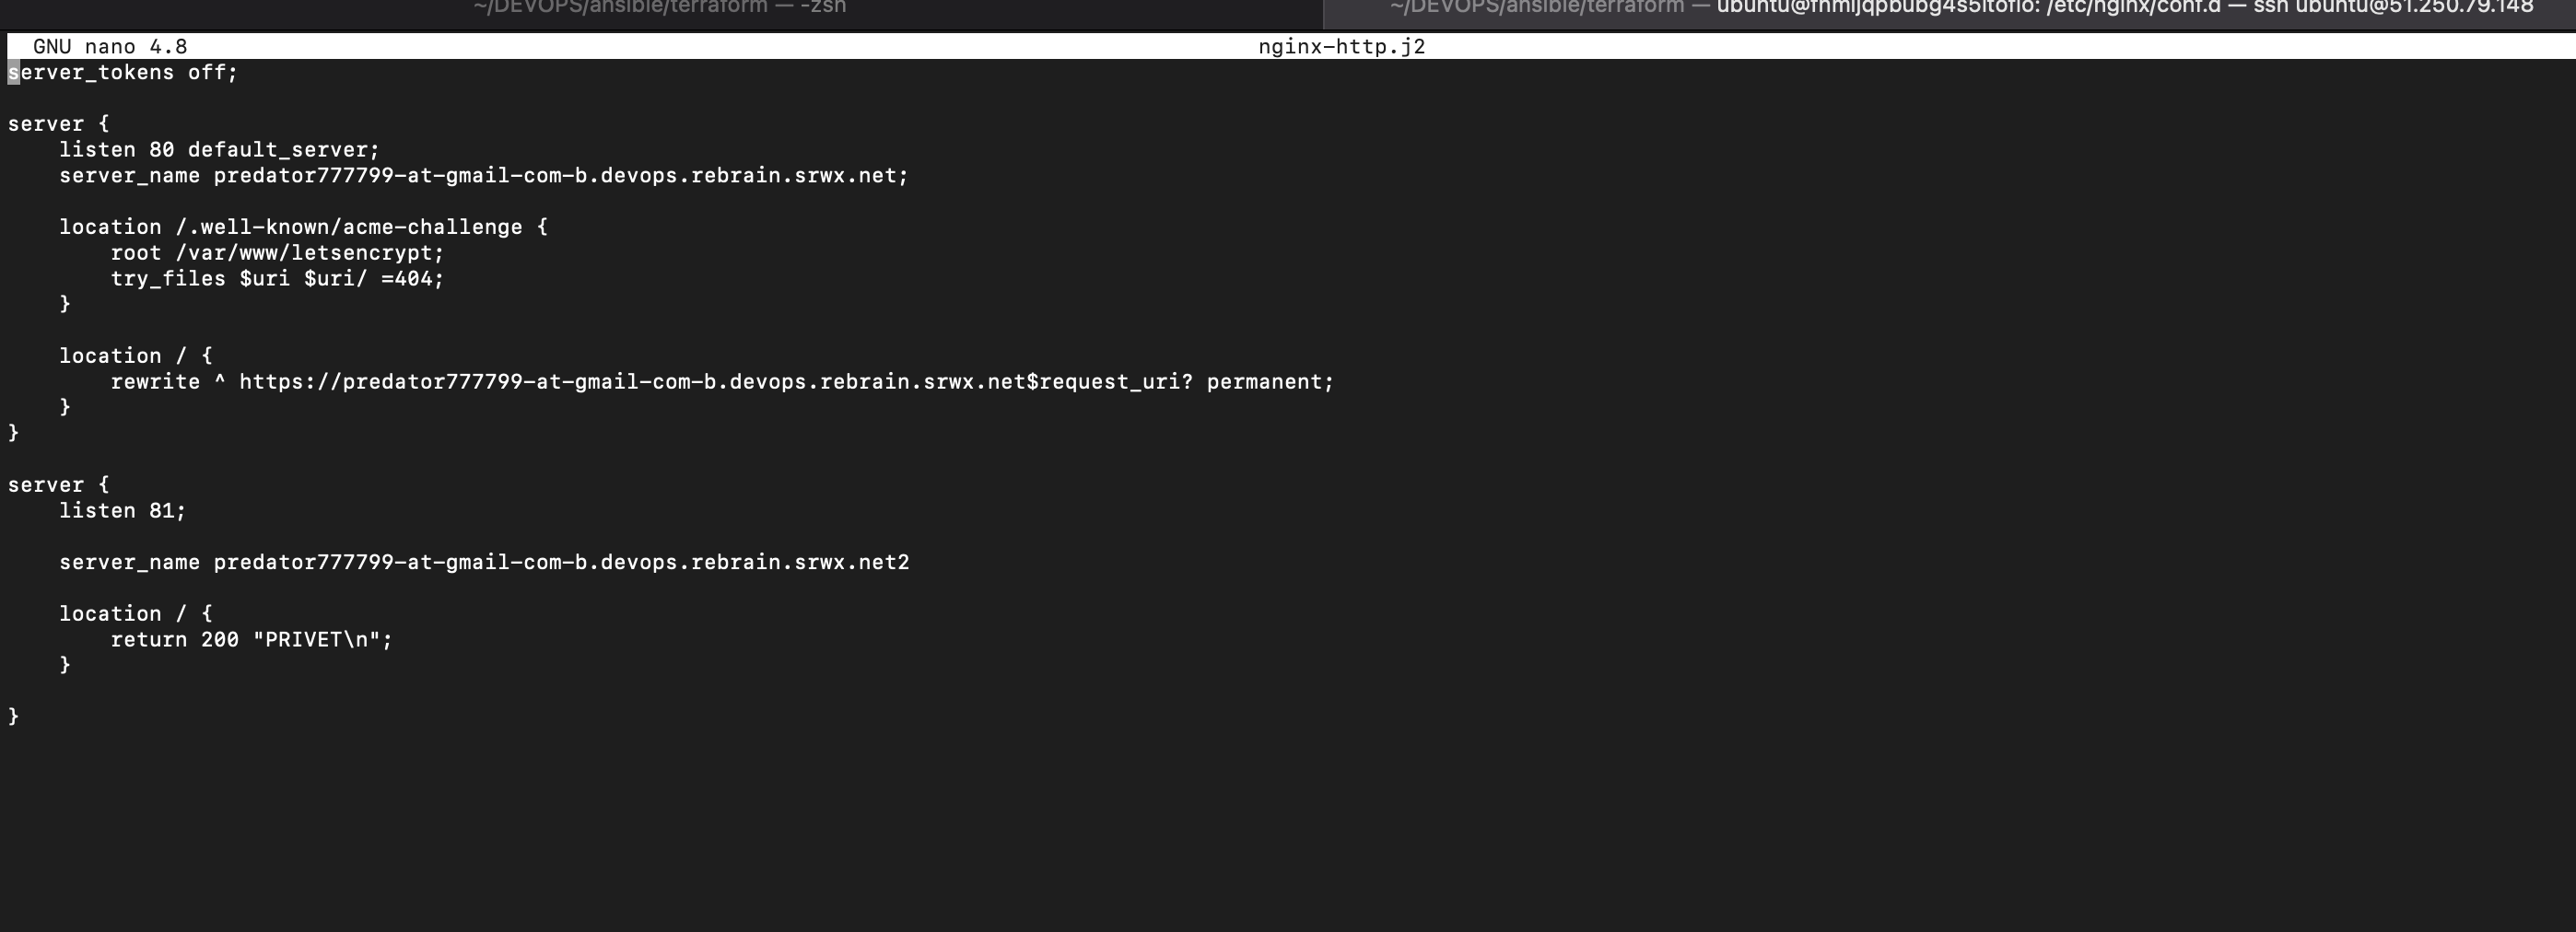 ~/DEVOPS/ansible/terraform — -zsh ~/DEVOPS/ansible/terraform — /etc/nginx/conf.d — ssh ubuntu@51.250.79.148
GNU nano 4.8 nginx-http.j2
server_tokens off;
server {
listen 80 default_server;
server_name predator777799-at-gmail-com-b.devops.rebrain.srwx.net;
location /.well-known/acme-challenge {
root /var/www/letsencrypt;
try_files $uri $uri/ =404;
}
location / {
rewrite ^ https://predator777799-at-gmail-com-b.devops.rebrain.srwx.net$request_uri? permanent;
}
}
server {
listen 81;
server_name predator777799-at-gmail-com-b.devops.rebrain.srwx.net2
location / {
return 200 "PRIVET\n";
}
}